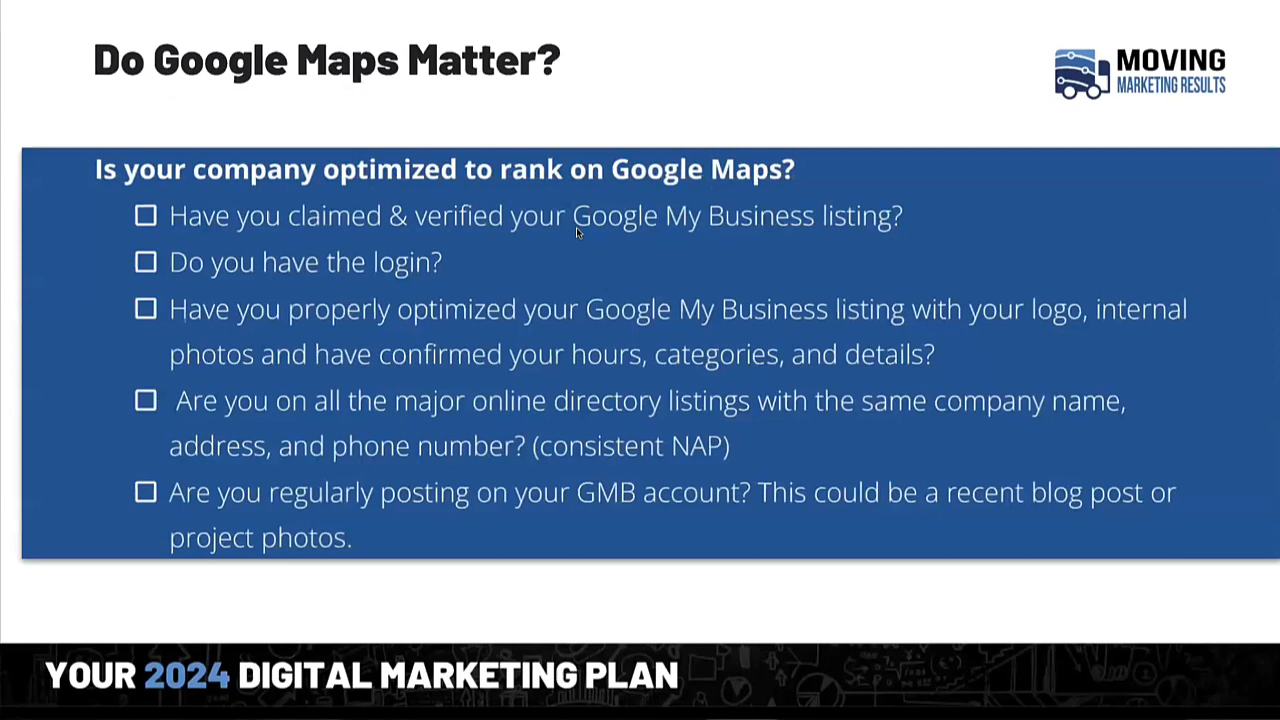 Do Google Maps Matter?
MOVING
MARKETING RESULTS
Is your company optimized to rank on Google Maps?
Have you claimed & verified your Google My Business listing?
Do you have the login?
Have you properly optimized your Google My Business listing with your logo, internal
photos and have confirmed your hours, categories, and details?
Are you on all the major online directory listings with the same company name,
address, and phone number? (consistent NAP)
Are you regularly posting on your GMB account? This could be a recent blog post or
project photos.
YOUR 2024 DIGITAL MARKETING PLAN